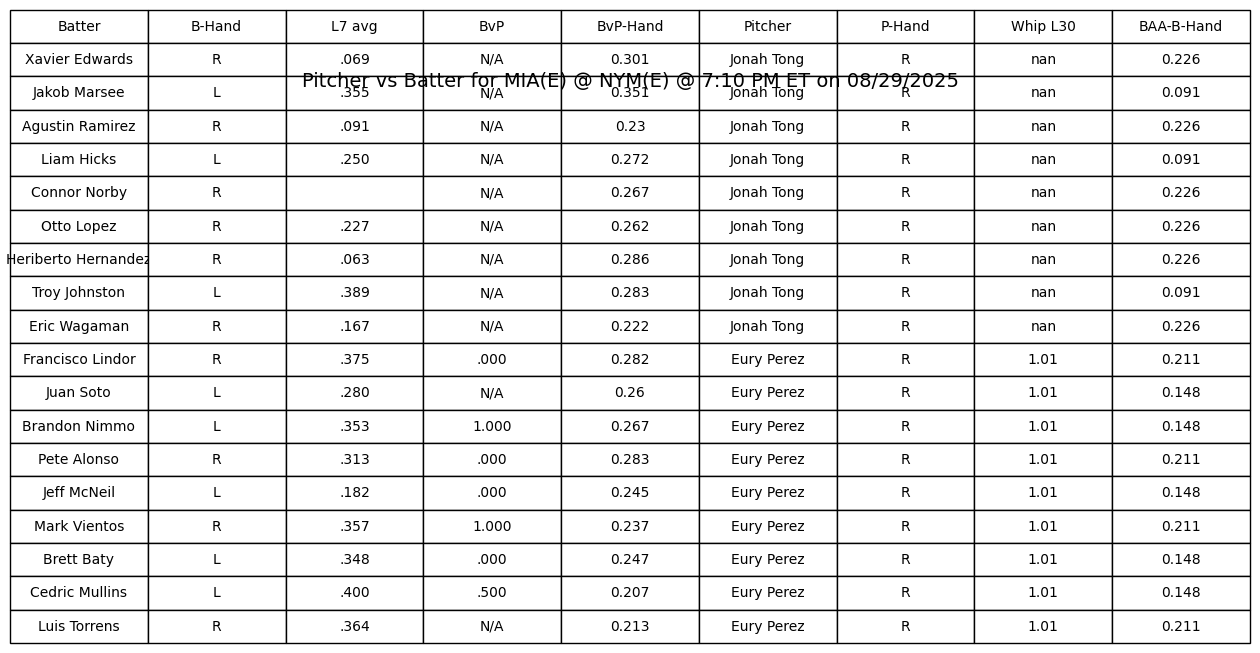 Batter B-Hand L7 avg BvP BvP-Hand Pitcher P-Hand Whip L30 BAA-B-Hand
Xavier Edwards R .069 N/A 0.301 Jonah Tong R nan 0.226
Pitcher vs Batter for MIA(E) @ NYM(E) @ 7:10 PM ET on 08/29/2025
Jakob Marsee L .355 N/A 0.351 Jonah Tong R nan 0.091
Agustin Ramirez R .091 N/A 0.23 Jonah Tong R nan 0.226
Liam Hicks L .250 N/A 0.272 Jonah Tong R nan 0.091
Connor Norby R N/A 0.267 Jonah Tong R nan 0.226
Otto Lopez R .227 N/A 0.262 Jonah Tong R nan 0.226
Heriberto Hernandez R .063 N/A 0.286 Jonah Tong R nan 0.226
Troy Johnston L .389 N/A 0.283 Jonah Tong R nan 0.091
Eric Wagaman R .167 N/A 0.222 Jonah Tong R nan 0.226
Francisco Lindor R .375 .000 0.282 Eury Perez R 1.01 0.211
Juan Soto L .280 N/A 0.26 Eury Perez R 1.01 0.148
Brandon Nimmo L .353 1.000 0.267 Eury Perez R 1.01 0.148
Pete Alonso R .313 .000 0.283 Eury Perez R 1.01 0.211
Jeff McNeil L .182 .000 0.245 Eury Perez R 1.01 0.148
Mark Vientos R .357 1.000 0.237 Eury Perez R 1.01 0.211
Brett Baty L .348 .000 0.247 Eury Perez R 1.01 0.148
Cedric Mullins L .400 .500 0.207 Eury Perez R 1.01 0.148
Luis Torrens R .364 N/A 0.213 Eury Perez R 1.01 0.211